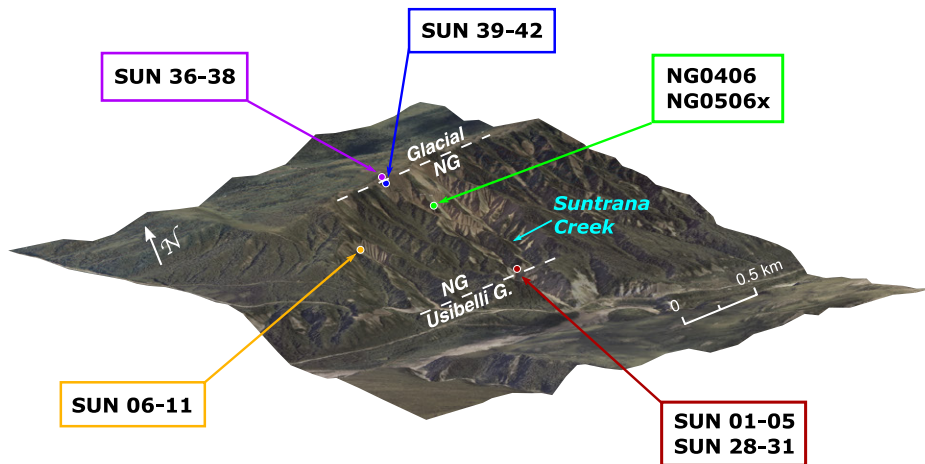 SUN 39-42
SUN 36-38
NG0406
NG0506x
Glacial
NG
Suntrana
Creek
N
NG
Usibelli G.
0
0.5 km
SUN 06-11
SUN 01-05
SUN 28-31